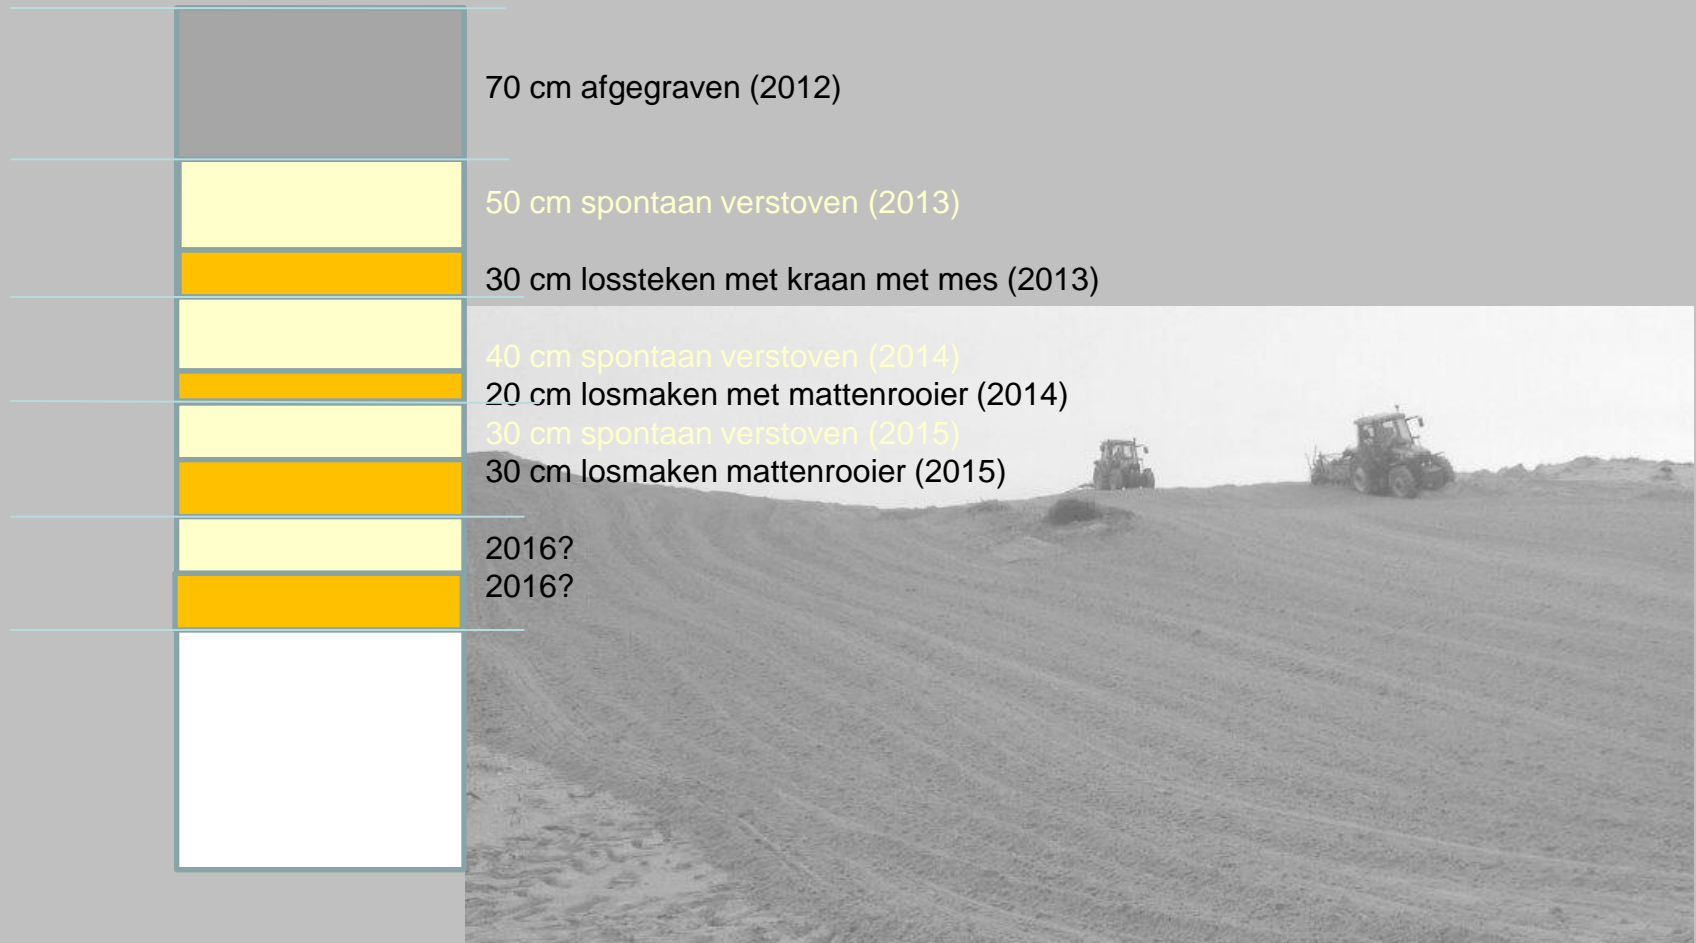 70 cm afgegraven (2012)
50 cm spontaan verstoven (2013)
30 cm lossteken met kraan met mes (2013)
40 cm spontaan verstoven (2014)
20 cm losmaken met mattenrooier (2014)
30 cm spontaan verstoven (2015)
30 cm losmaken mattenrooier (2015)
2016?
2016?